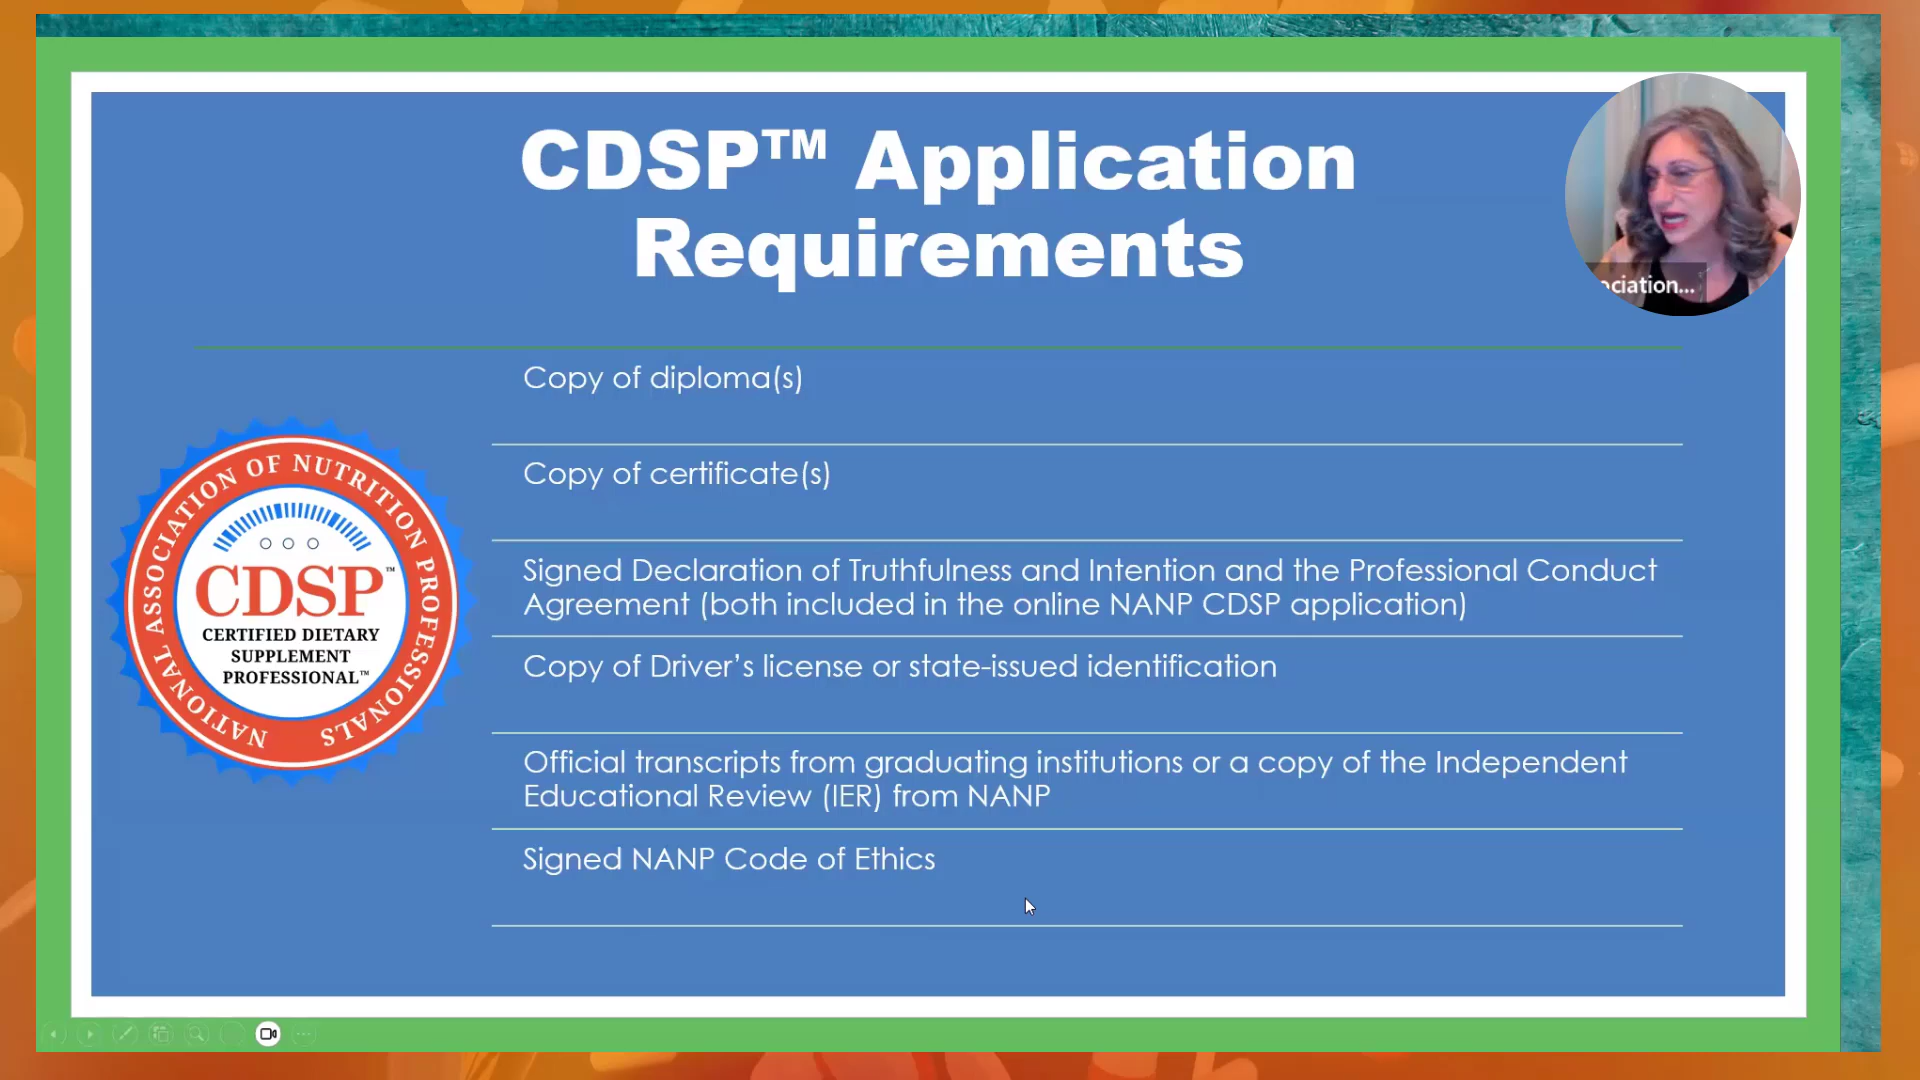 CDSP™ Application
Requirements
ociation...
Copy of diploma(s)
Copy of certificate(s)
Signed Declaration of Truthfulness and Intention and the Professional Conduct
Agreement (both included in the online NANP CDSP application)
Copy of Driver’s license or state-issued identification
Official transcripts from graduating institutions or a copy of the Independent
Educational Review (IER) from NANP
Signed NANP Code of Ethics
NATIONAL ASSOCIATION OF NUTRITION PROFESSIONALS
CDSP™
CERTIFIED DIETARY
SUPPLEMENT
PROFESSIONAL™